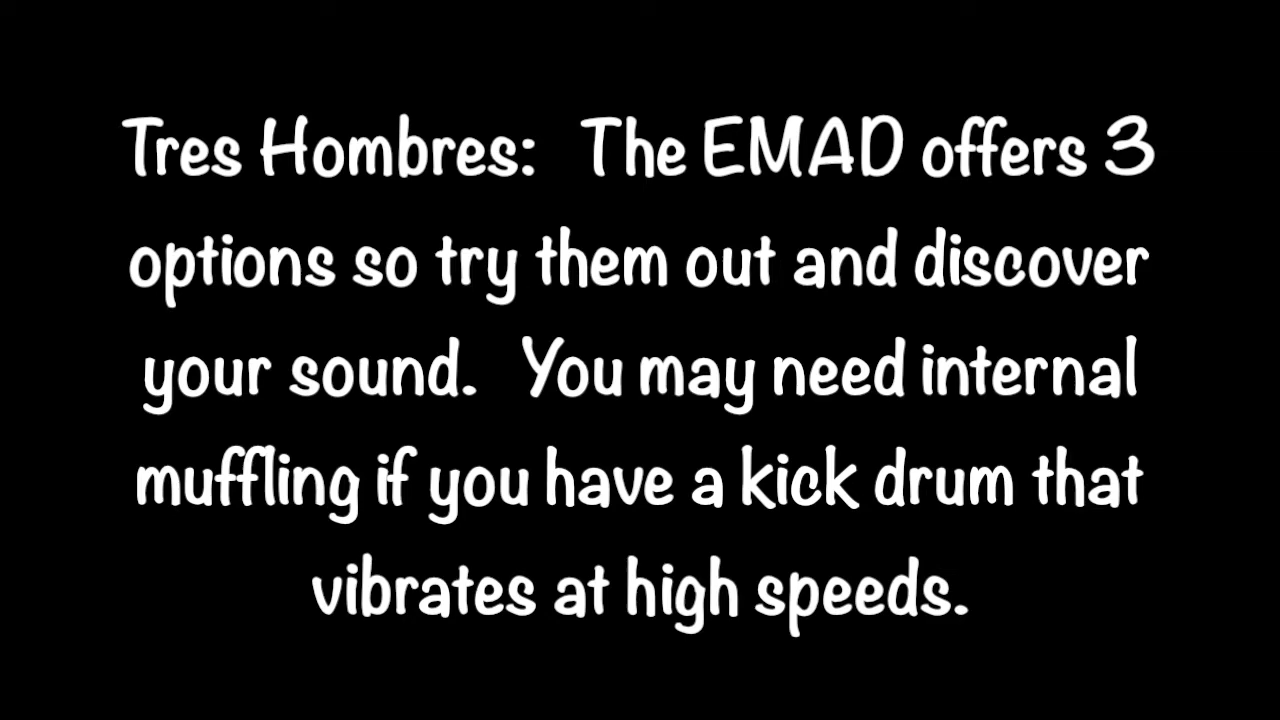 Tres Hombres:   The EMAD offers 3
options so try them out and discover
your sound.   You may need internal
muffling if you have a kick drum that
vibrates at high speeds.